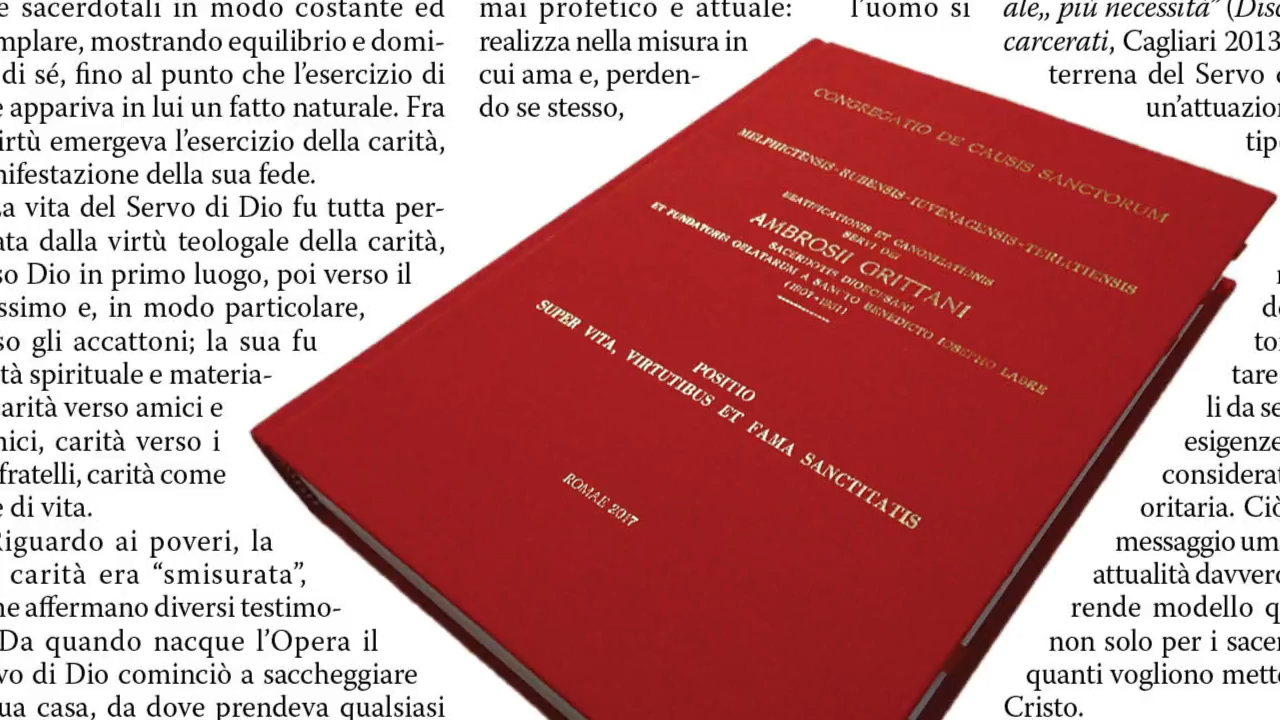 e sacerdotali in modo costante ed
mplare, mostrando equilibrio e domi-
di sé, fino al punto che l'esercizio di
e appariva in lui un fatto naturale. Fra
irtù emergeva l'esercizio della carità,
nifestazione della sua fede.
La vita del Servo di Dio fu tutta per-
ata dalla virtù teologale della carità,
so Dio in primo luogo, poi verso il
ssimo e, in modo particolare,
so gli accattoni; la sua fu
tà spirituale e materia-
carità verso amici e
nici, carità verso i
fratelli, carità come
e di vita.
Riguardo ai poveri, la
carità era “smisurata”,
ne affermano diversi testimo-
Da quando nacque l'Opera il
vo di Dio cominciò a saccheggiare
ua casa, da dove prendeva qualsiasi
mai profetico e attuale: l'uomo si
realizza nella misura in
cui ama e, perden-
do se stesso,
CONGREGATIO DE CAUSIS SANCTORUM
MELPHICTENSIS-RUBENSIS-IUVENACENSIS-TERLITIENSIS
BEATIFICATIONIS ET CANONIZATIONIS
SERVI DEI
AMBROSII GRITTANI
SACERDOTIS DIOECESANI
ET FUNDATORIS OBLATARUM A SANCTO BENEDICTO IOSEPHO LABRE
POSITIO
SUPER VITA, VIRTUTIBUS ET FAMA SANCTITATIS
ROMAE 2017
ale,, più necessità” (Disc
carcerati, Cagliari 2013
terrena del Servo
un'attuazion
tip
to
tare
li da se
esigenze
considerat
oritaria. Ciò
messaggio um
attualità davvero
rende modello q
non solo per i sacer
quanti vogliono mette
Cristo.